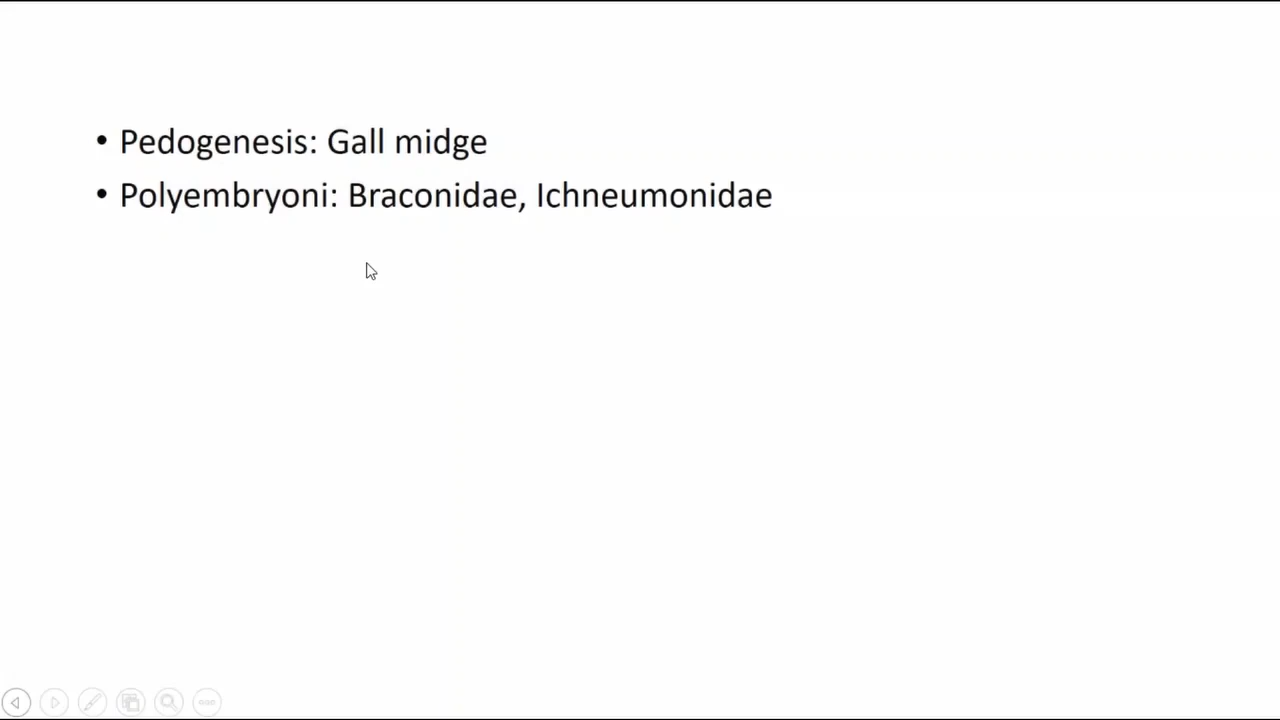 • Pedogenesis: Gall midge
• Polyembryoni: Braconidae, Ichneumonidae